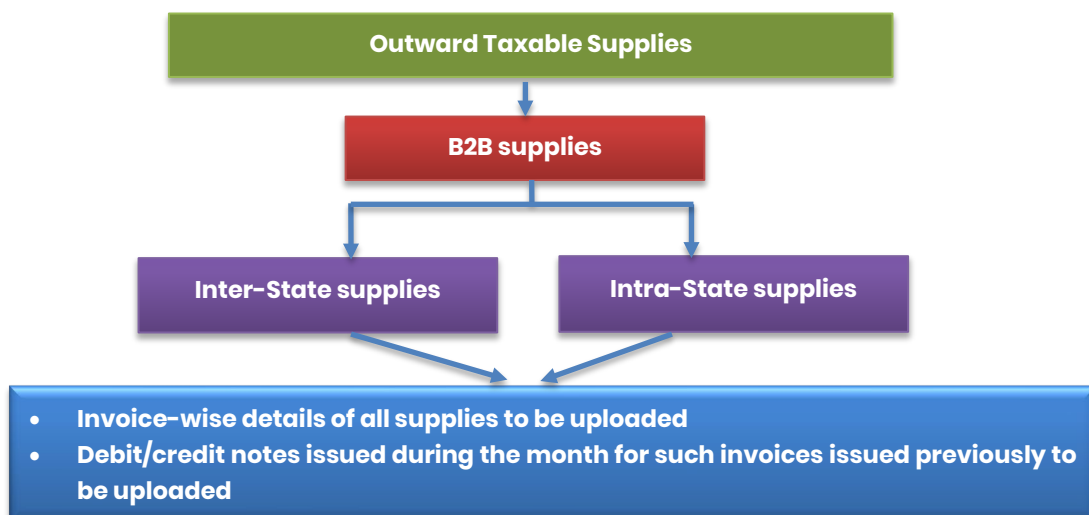 Outward Taxable Supplies
B2B supplies
Inter-State supplies
Intra-State supplies
• Invoice-wise details of all supplies to be uploaded
• Debit/credit notes issued during the month for such invoices issued previously to
be uploaded